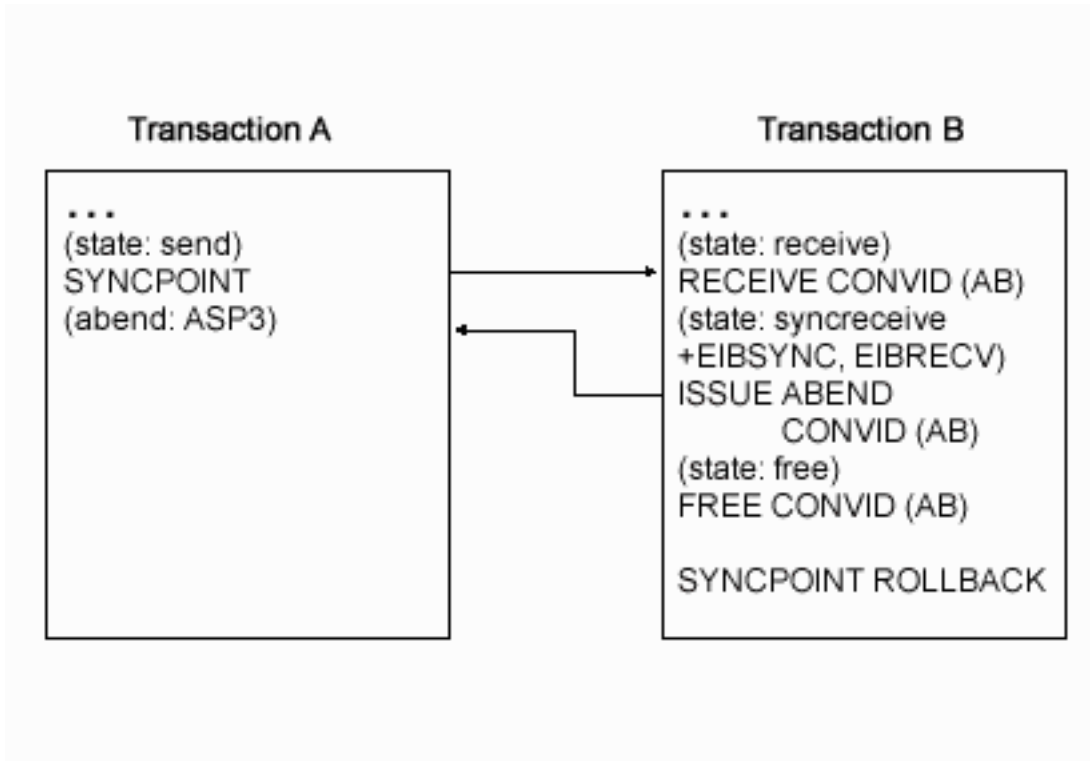 Transaction A
Transaction B
...
(state: send)
SYNCPOINT
(abend: ASP3)
...
(state: receive)
RECEIVE CONVID (AB)
(state: syncreceive
+EIBSYNC, EIBRECV)
ISSUE ABEND
CONVID (AB)
(state: free)
FREE CONVID (AB)
SYNCPOINT ROLLBACK